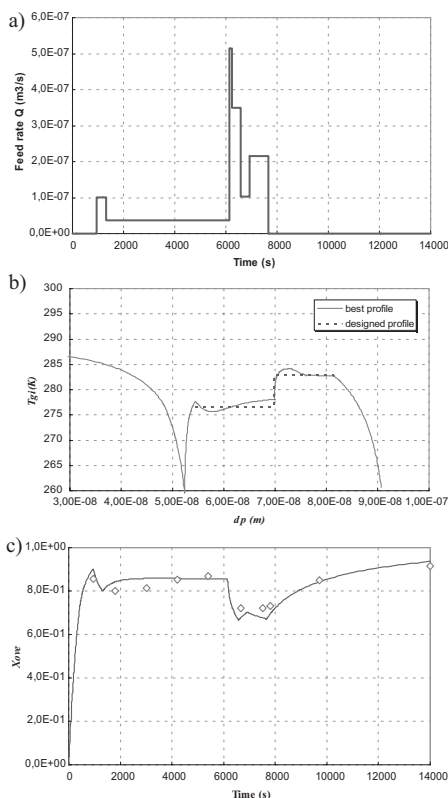 a)
6,0E-07
5,0E-07
4,0E-07
3,0E-07
2,0E-07
1,0E-07
0,0E+00
Feed rate Q (m3/s)
0 2000 4000 6000 8000 10000 12000 14000
Time (s)
b)
300
295
290
285
280
275
270
265
260
Tgi(K)
best profile
designed profile
3,00E-08 4,00E-08 5,00E-08 6,00E-08 7,00E-08 8,00E-08 9,00E-08 1,00E-07
dp (m)
c)
1,0E+00
8,0E-01
6,0E-01
4,0E-01
2,0E-01
0,0E+00
Xove
0 2000 4000 6000 8000 10000 12000 14000
Time (s)